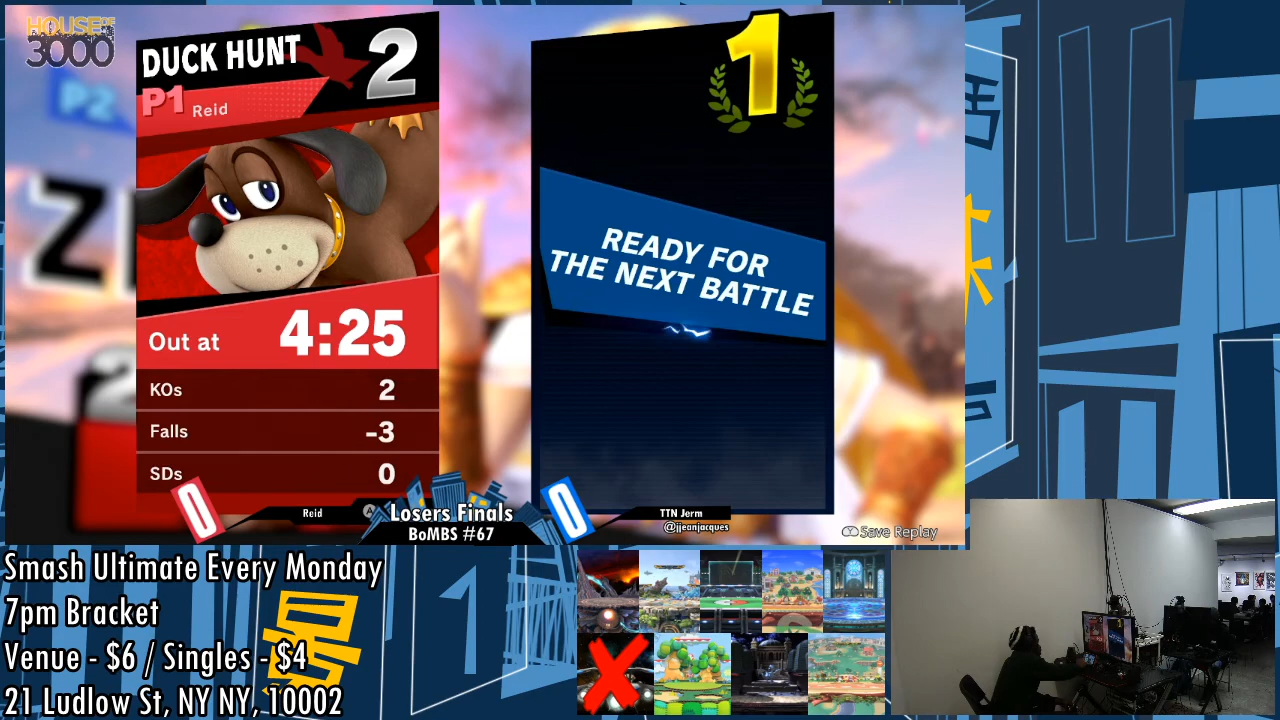 HOUSE OF
3000
DUCK HUNT
2
P1 Reid
P2
1
READY FOR
THE NEXT BATTLE
Out at 4:25
KOs 2
Falls -3
SDs 0
0
Reid
Losers Finals
BoMBS #67
0
TTN Jerm
@jjeanjacques
Save Replay
Smash Ultimate Every Monday
7pm Bracket
Venue - $6 / Singles - $4
21 Ludlow St, NY NY, 10002